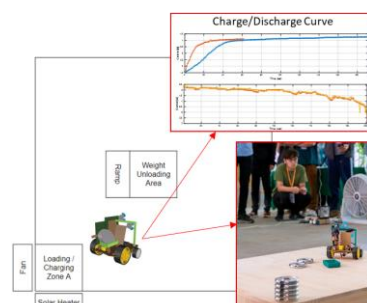 Charge/Discharge Curve
Ramp
Weight
Unloading
Area
Fan
Loading /
Charging
Zone A
Solar Heater